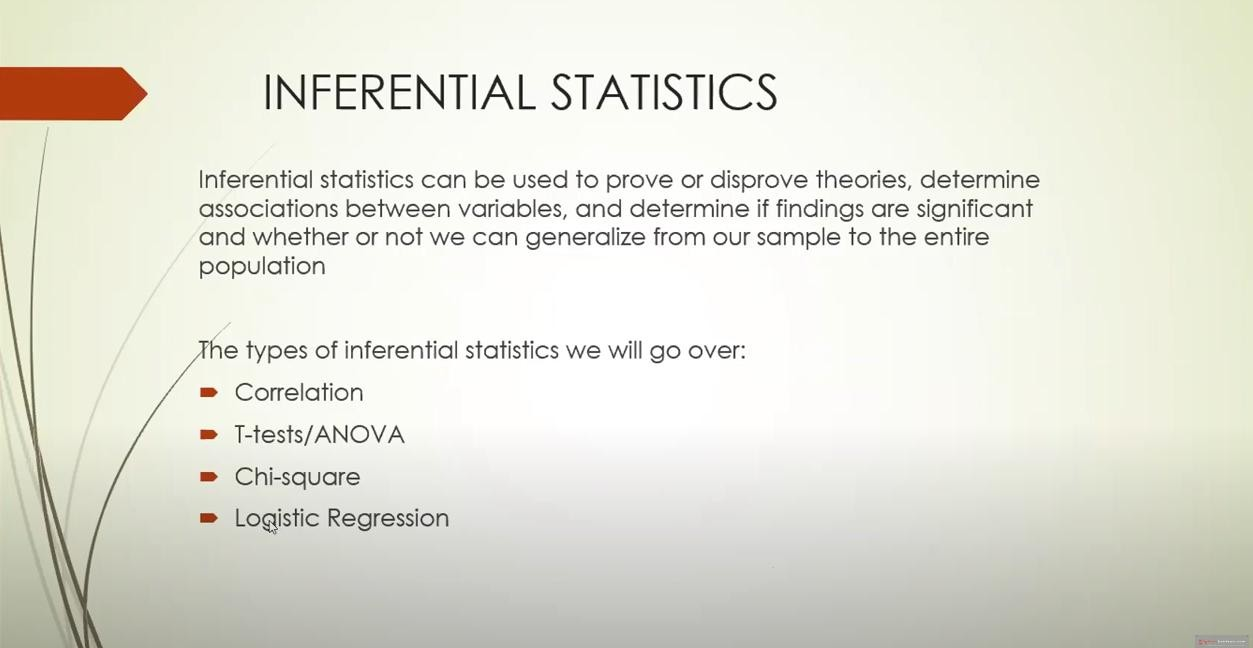 INFERENTIAL STATISTICS
Inferential statistics can be used to prove or disprove theories, determine
associations between variables, and determine if findings are significant
and whether or not we can generalize from our sample to the entire
population
The types of inferential statistics we will go over:
Correlation
T-tests/ANOVA
Chi-square
Logistic Regression